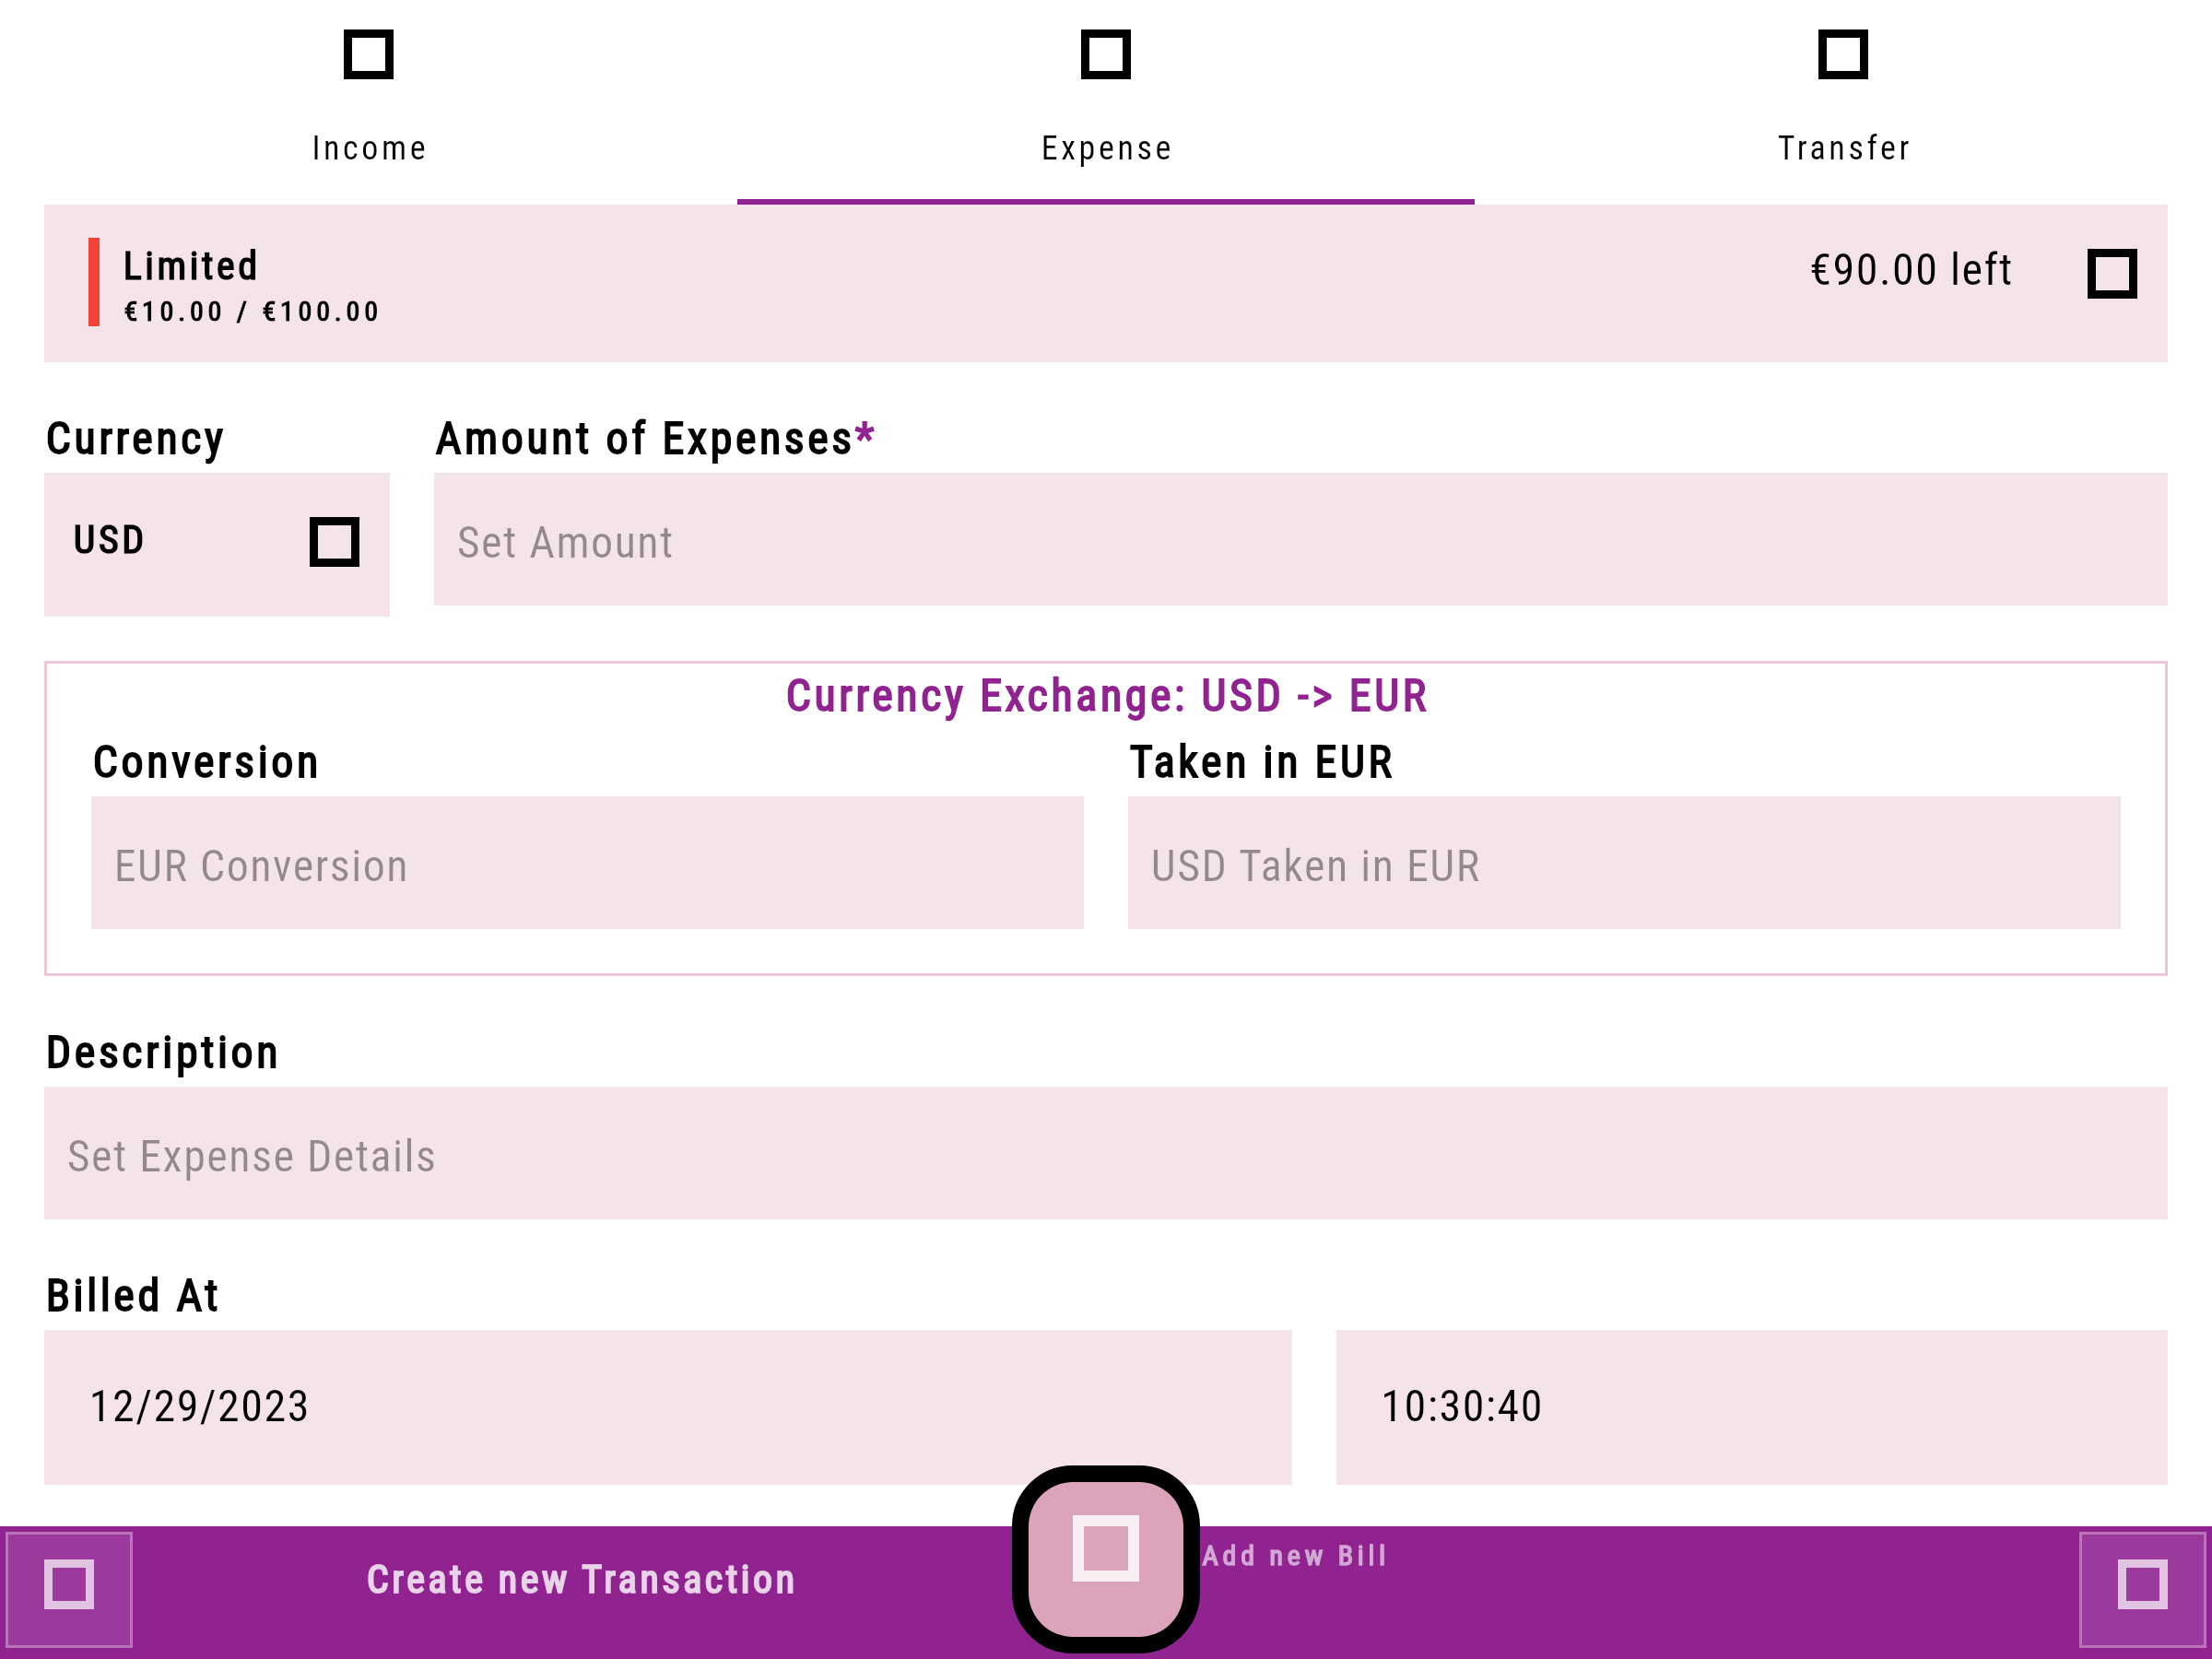 Income
Expense
Transfer
Limited
€10.00 / €100.00
€90.00 left
Currency
Amount of Expenses*
USD
Set Amount
Currency Exchange: USD -> EUR
Conversion
Taken in EUR
EUR Conversion
USD Taken in EUR
Description
Set Expense Details
Billed At
12/29/2023
10:30:40
Create new Transaction
Add new Bill